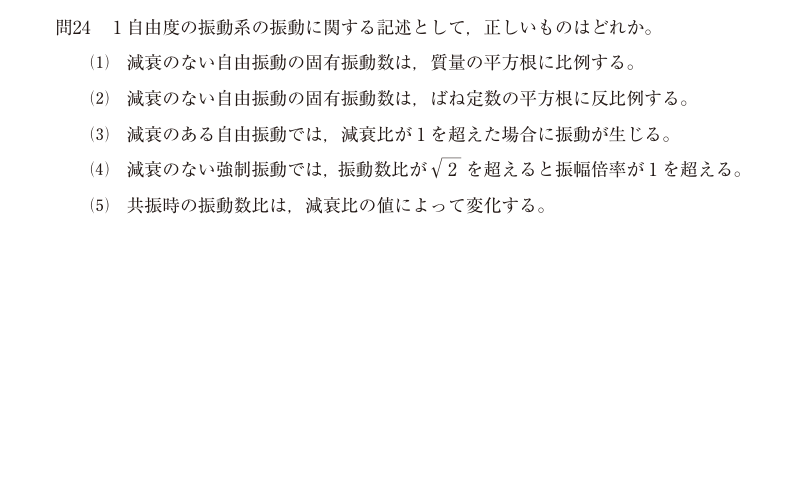 問24　１自由度の振動系の振動に関する記述として，正しいものはどれか。
⑴　減衰のない自由振動の固有振動数は，質量の平方根に比例する。
⑵　減衰のない自由振動の固有振動数は，ばね定数の平方根に反比例する。
⑶　減衰のある自由振動では，減衰比が１を超えた場合に振動が生じる。
⑷　減衰のない強制振動では，振動数比が√2 を超えると振幅倍率が１を超える。
⑸　共振時の振動数比は，減衰比の値によって変化する。